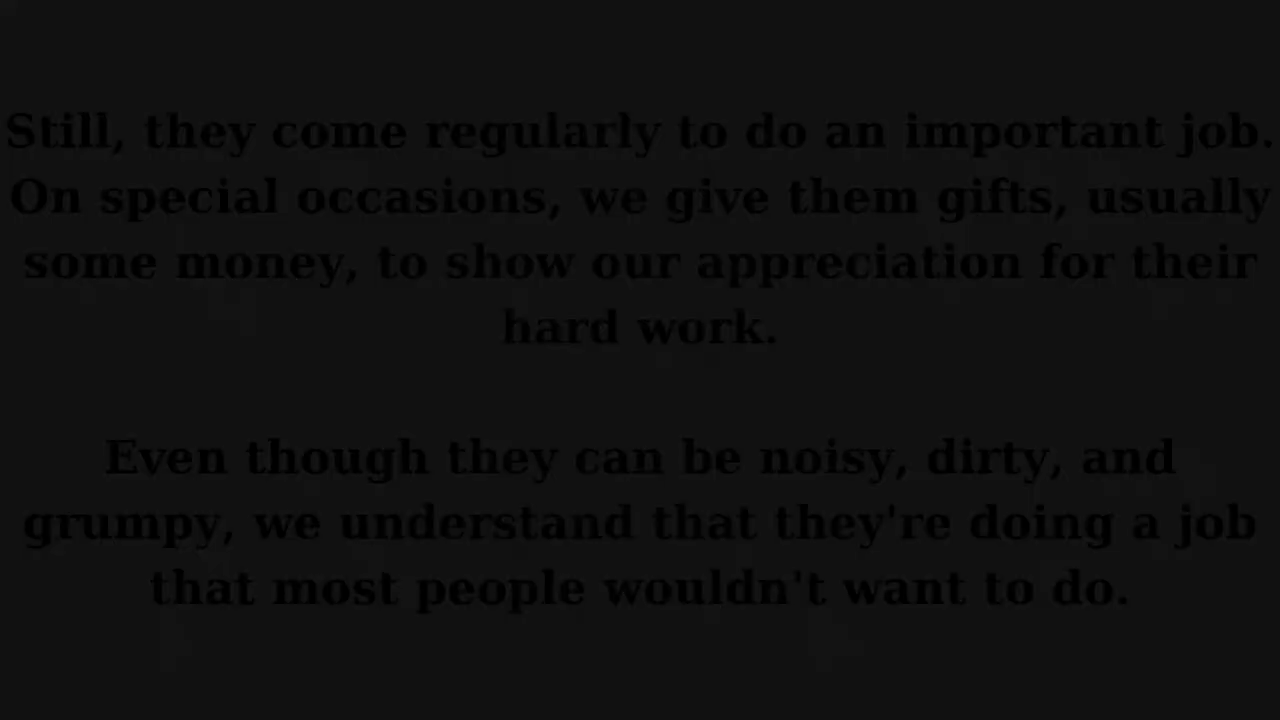 Still, they come regularly to do an important job.
On special occasions, we give them gifts, usually
some money, to show our appreciation for their
hard work.
Even though they can be noisy, dirty, and
grumpy, we understand that they're doing a job
that most people wouldn't want to do.